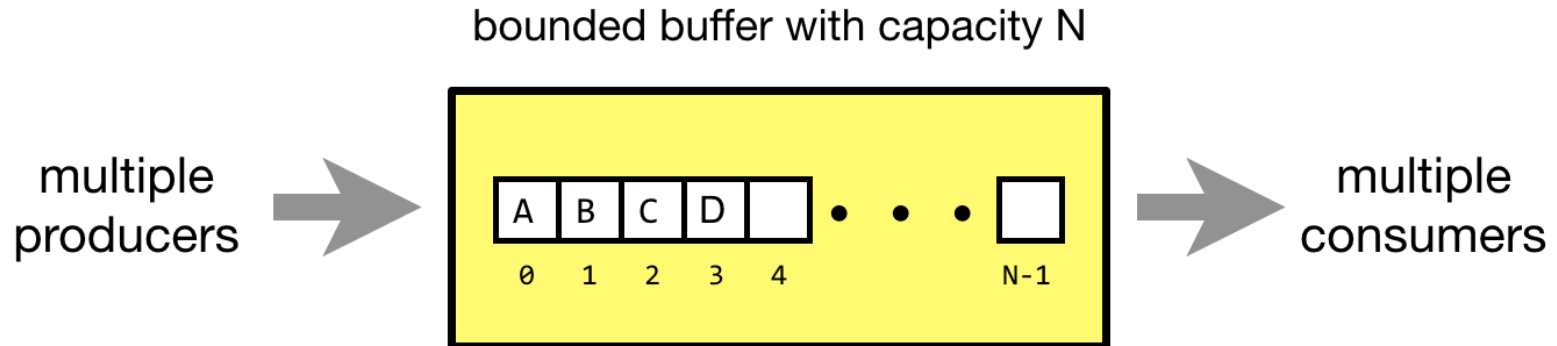 bounded buffer with capacity N
multiple
producers
A B C D
0 1 2 3 4 N-1
multiple
consumers